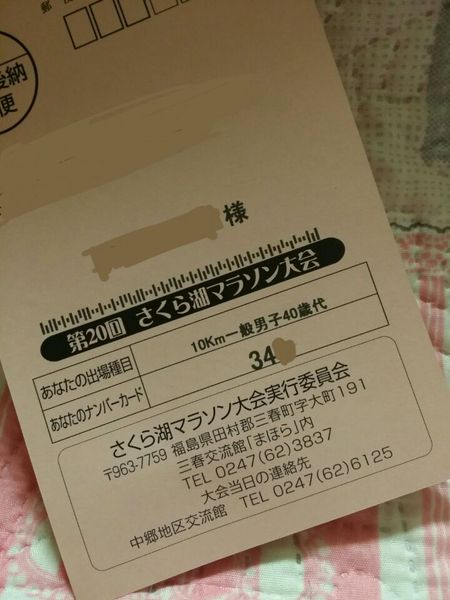 郵
後納
便
様
第20回 さくら湖マラソン大会
あなたの出場種目 10Km一般男子40歳代
あなたのナンバーカード 34
さくら湖マラソン大会実行委員会
〒963-7759 福島県田村郡三春町字大町191
三春交流館「まほら」内
TEL 0247(62)3837
大会当日の連絡先
中郷地区交流館 TEL 0247(62)6125